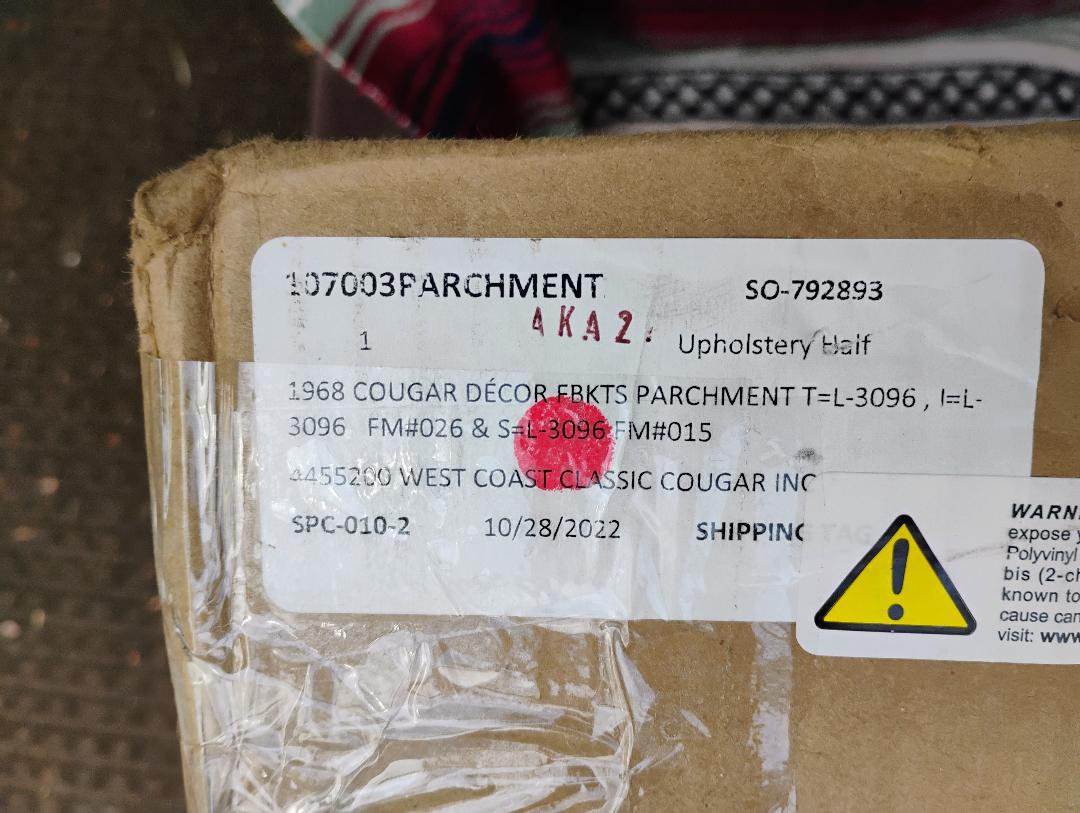 107003PARCHMENT SO-792893
4KA2.
1 Upholstery Half
1968 COUGAR DÉCOR FBKTS PARCHMENT T=L-3096 , I=L-
3096 FM#026 & S=L-3096 FM#015
4455200 WEST COAST CLASSIC COUGAR INC
SPC-010-2 10/28/2022 SHIPPING TAG
WARNI
expose y
Polyvinyl
bis (2-ch
known to
cause can
visit: www